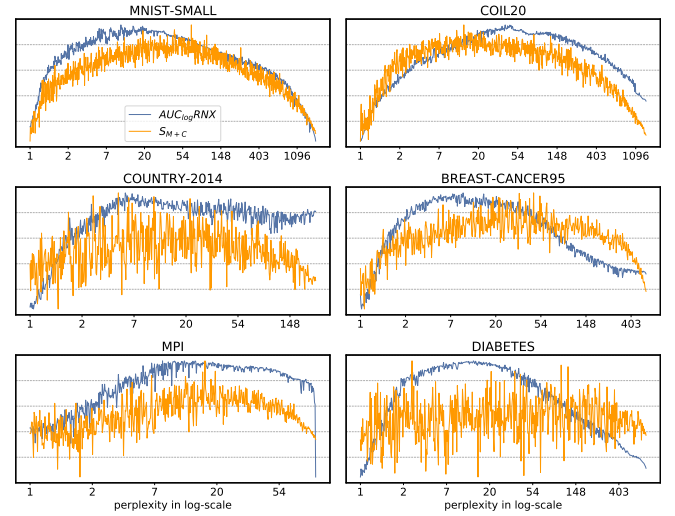 MNIST-SMALL
COIL20
AUC_logRNX
S_M+C
1 2 7 20 54 148 403 1096
1 2 7 20 54 148 403 1096
COUNTRY-2014
BREAST-CANCER95
1 2 7 20 54 148
1 2 7 20 54 148 403
MPI
DIABETES
1 2 7 20 54
1 2 7 20 54 148 403
perplexity in log-scale
perplexity in log-scale